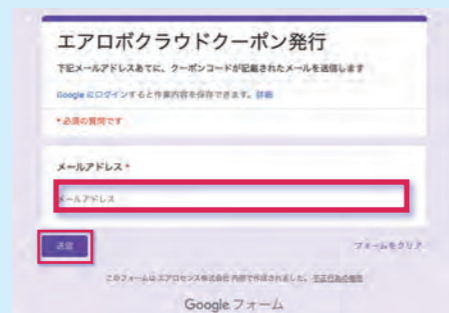 エアロボクラウドクーポン発行
下記メールアドレスあてに、クーポンコードが記載されたメールを送信します
Google にログインすると作業内容を保存できます。詳細
*必須の質問です
メールアドレス *
メールアドレス
送信
フォームをクリア
このフォームは エアロセンス株式会社 内部で作成されました。 不正行為の報告
Google フォーム